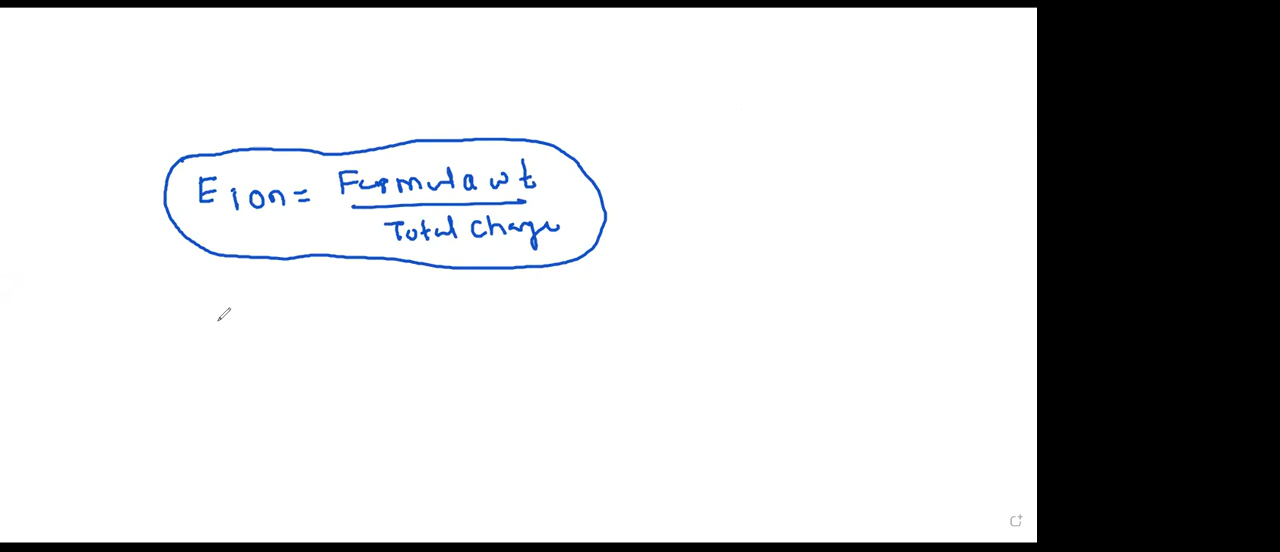 E ion = Formula wt
Total charge